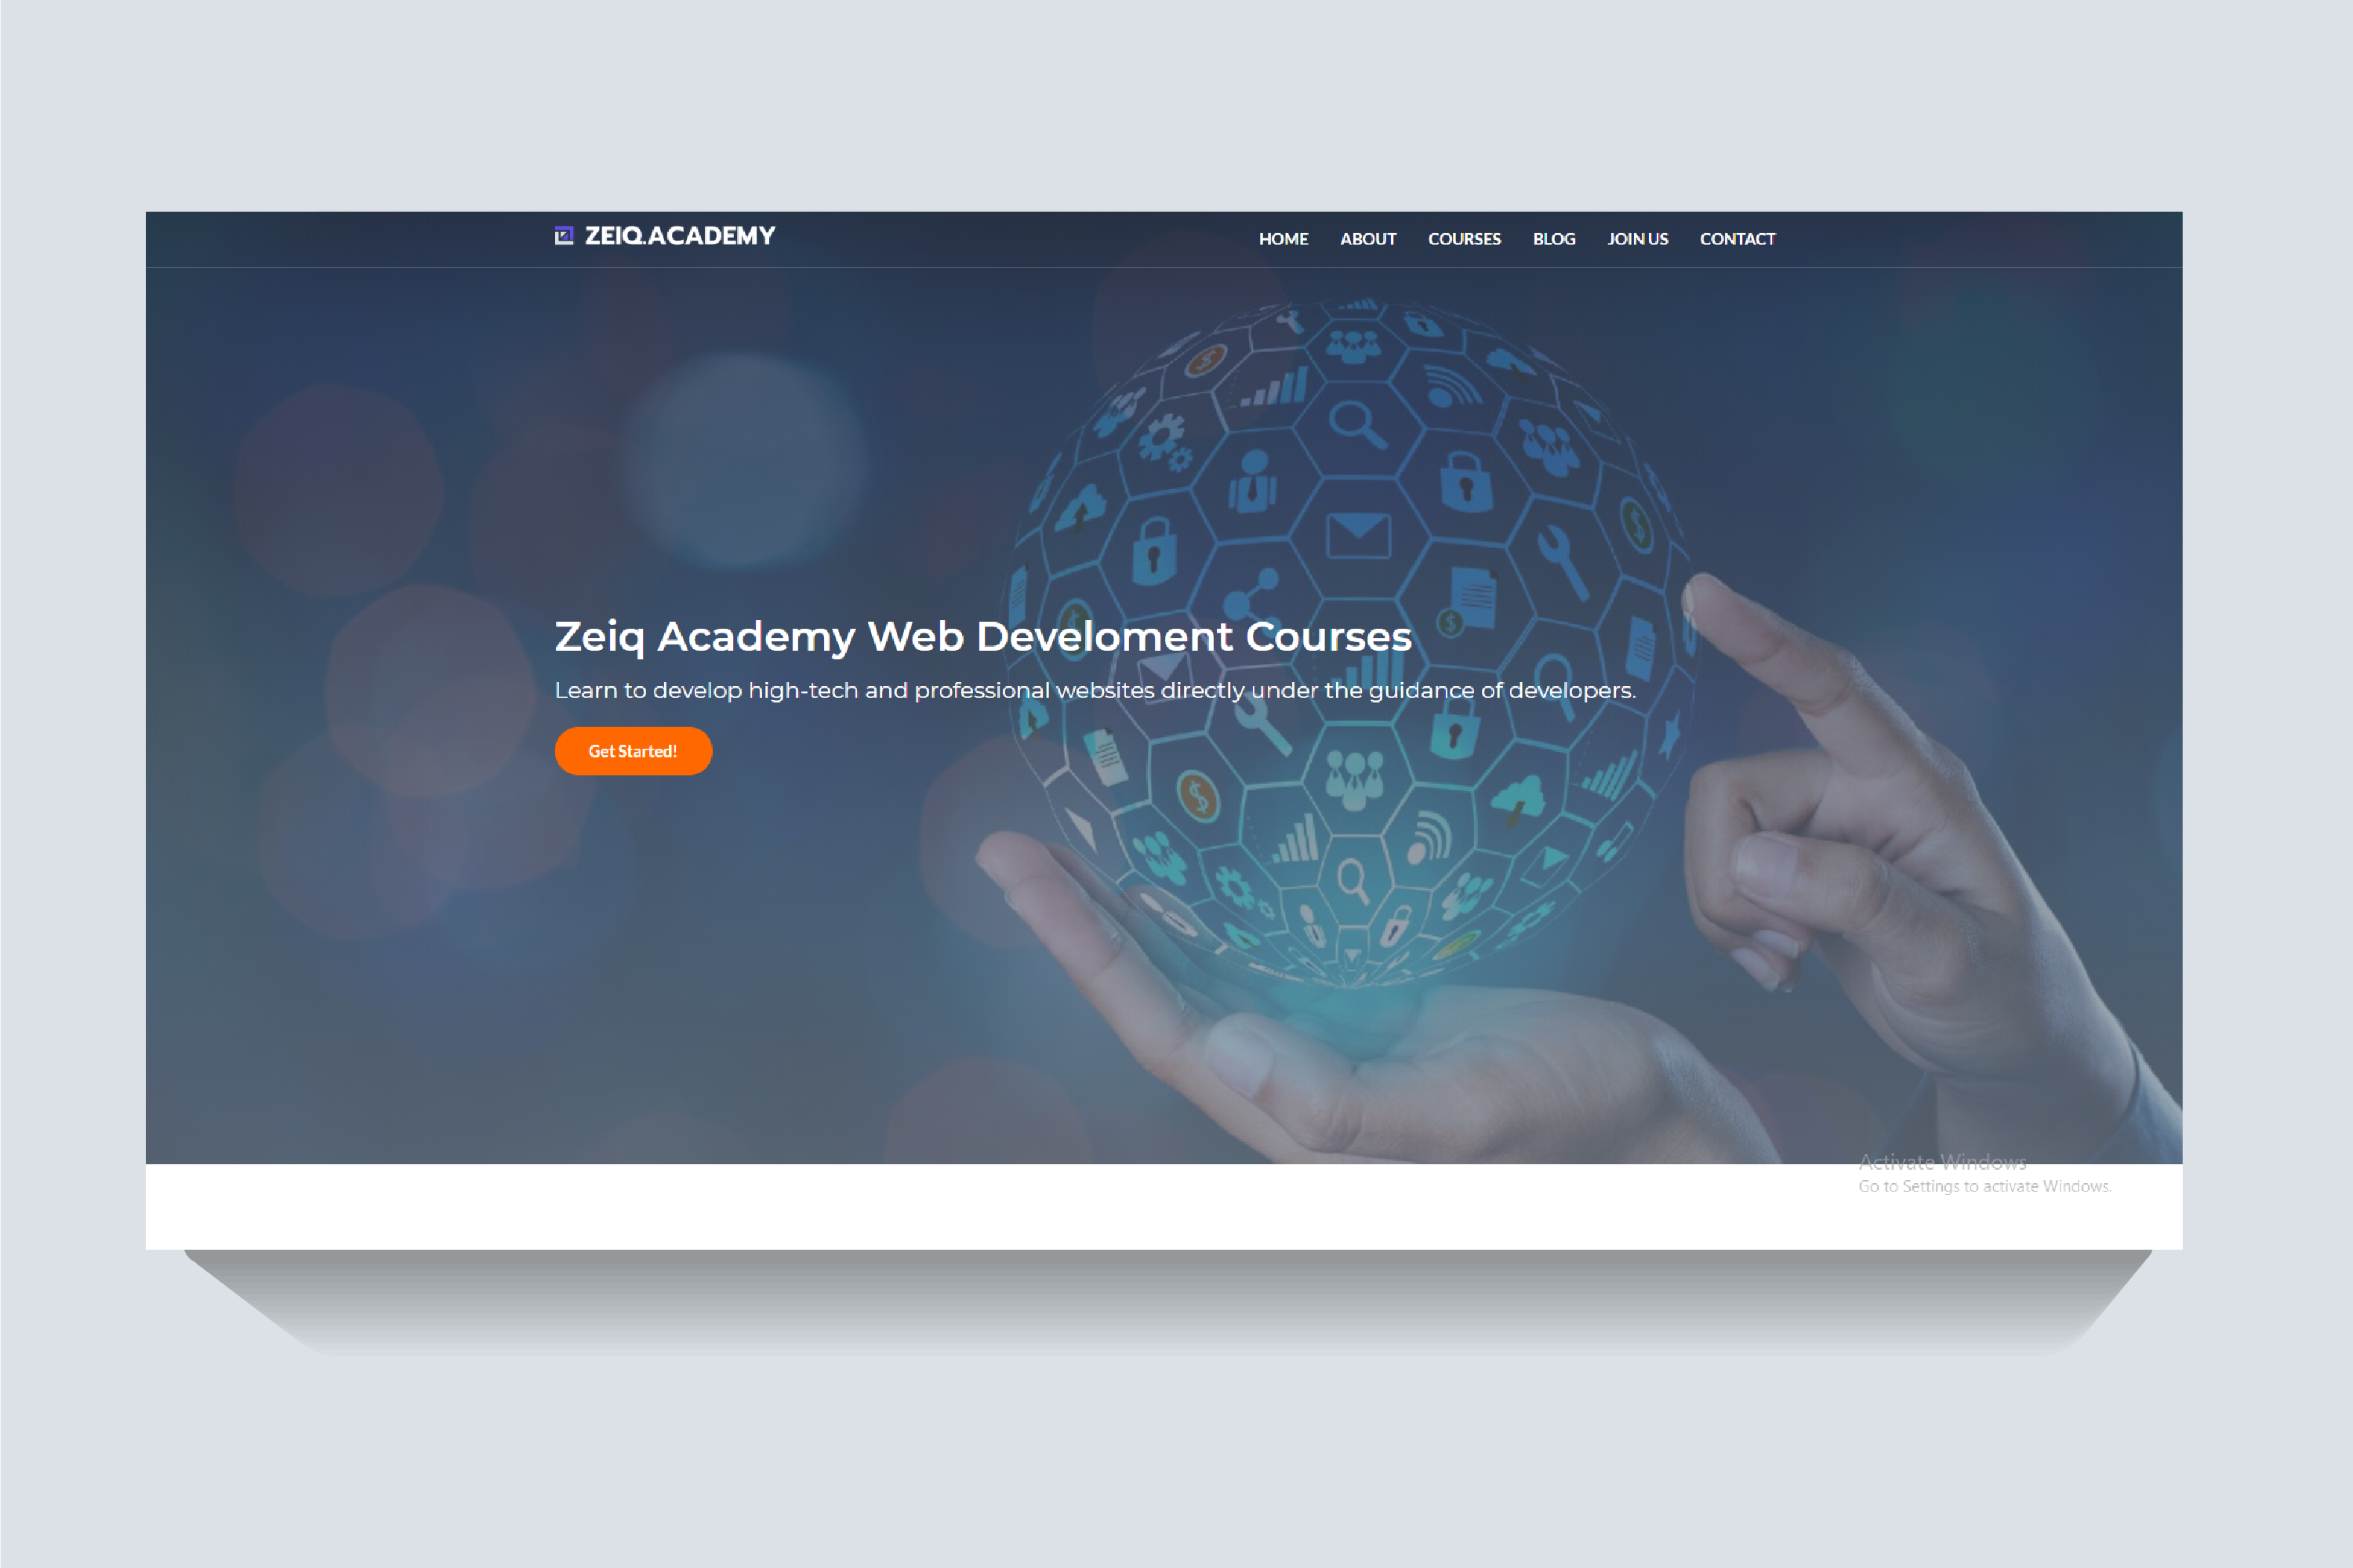 ZEIQ.ACADEMY
HOME ABOUT COURSES BLOG JOIN US CONTACT
Zeiq Academy Web Develoment Courses
Learn to develop high-tech and professional websites directly under the guidance of developers.
Get Started!
Activate Windows
Go to Settings to activate Windows.